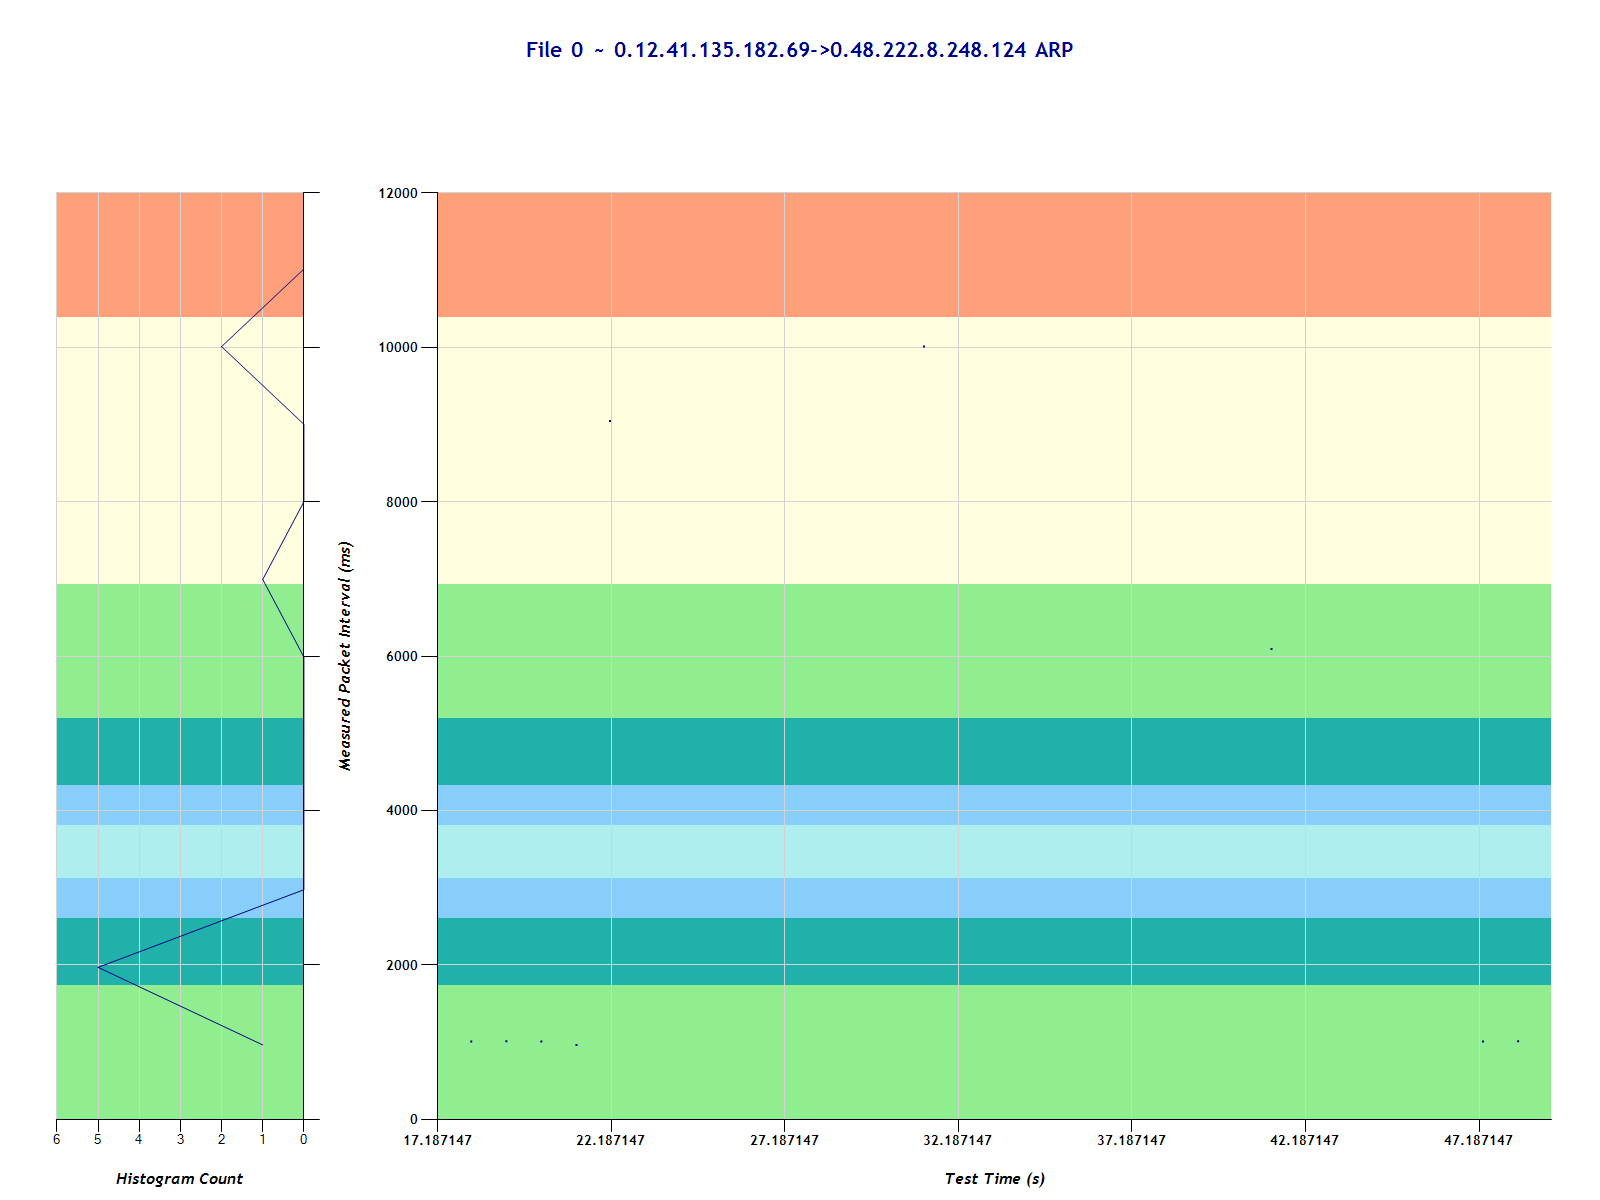 File 0 ~ 0.12.41.135.182.69->0.48.222.8.248.124 ARP
12000
10000
8000
6000
4000
2000
0
Measured Packet Interval (ms)
6 5 4 3 2 1 0
17.187147 22.187147 27.187147 32.187147 37.187147 42.187147 47.187147
Histogram Count
Test Time (s)